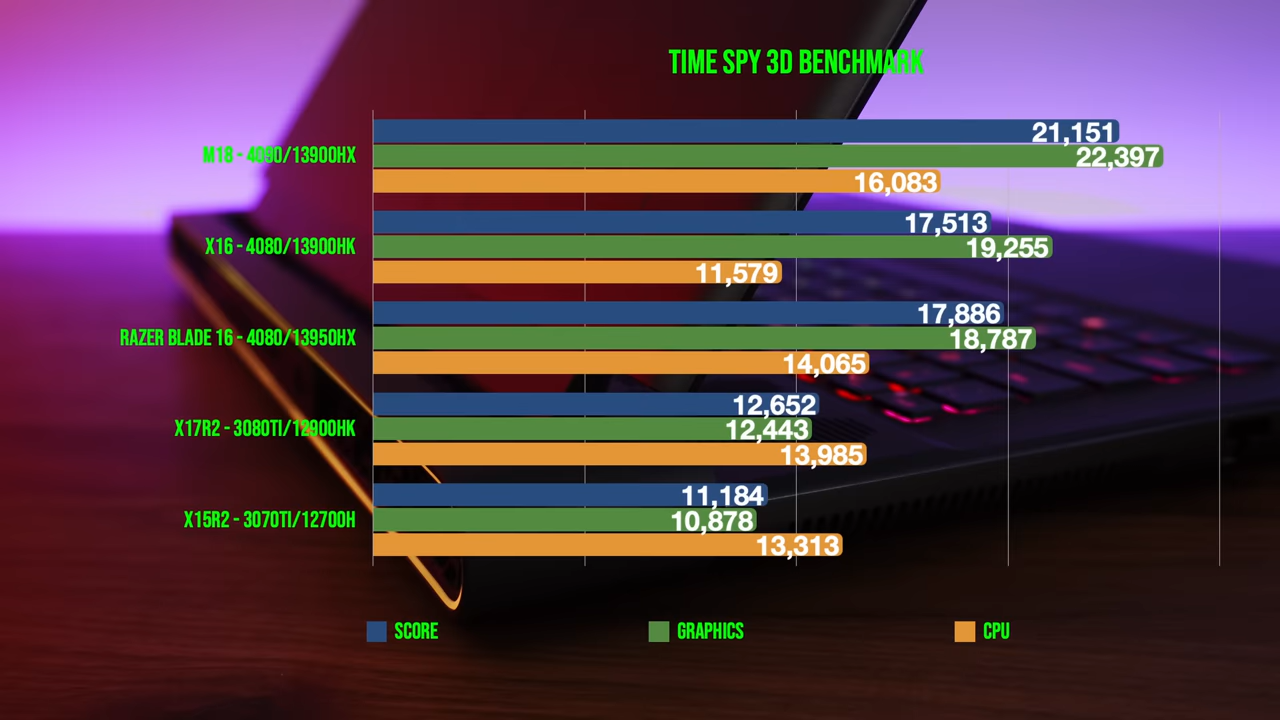 TIME SPY 3D BENCHMARK
M18 - 4090/13900HX
21,151
22,397
16,083
X16 - 4080/13900HK
17,513
19,255
11,579
RAZER BLADE 16 - 4080/13950HX
17,886
18,787
14,065
X17R2 - 3080TI/12900HK
12,652
12,443
13,985
X15R2 - 3070TI/12700H
11,184
10,878
13,313
SCORE
GRAPHICS
CPU